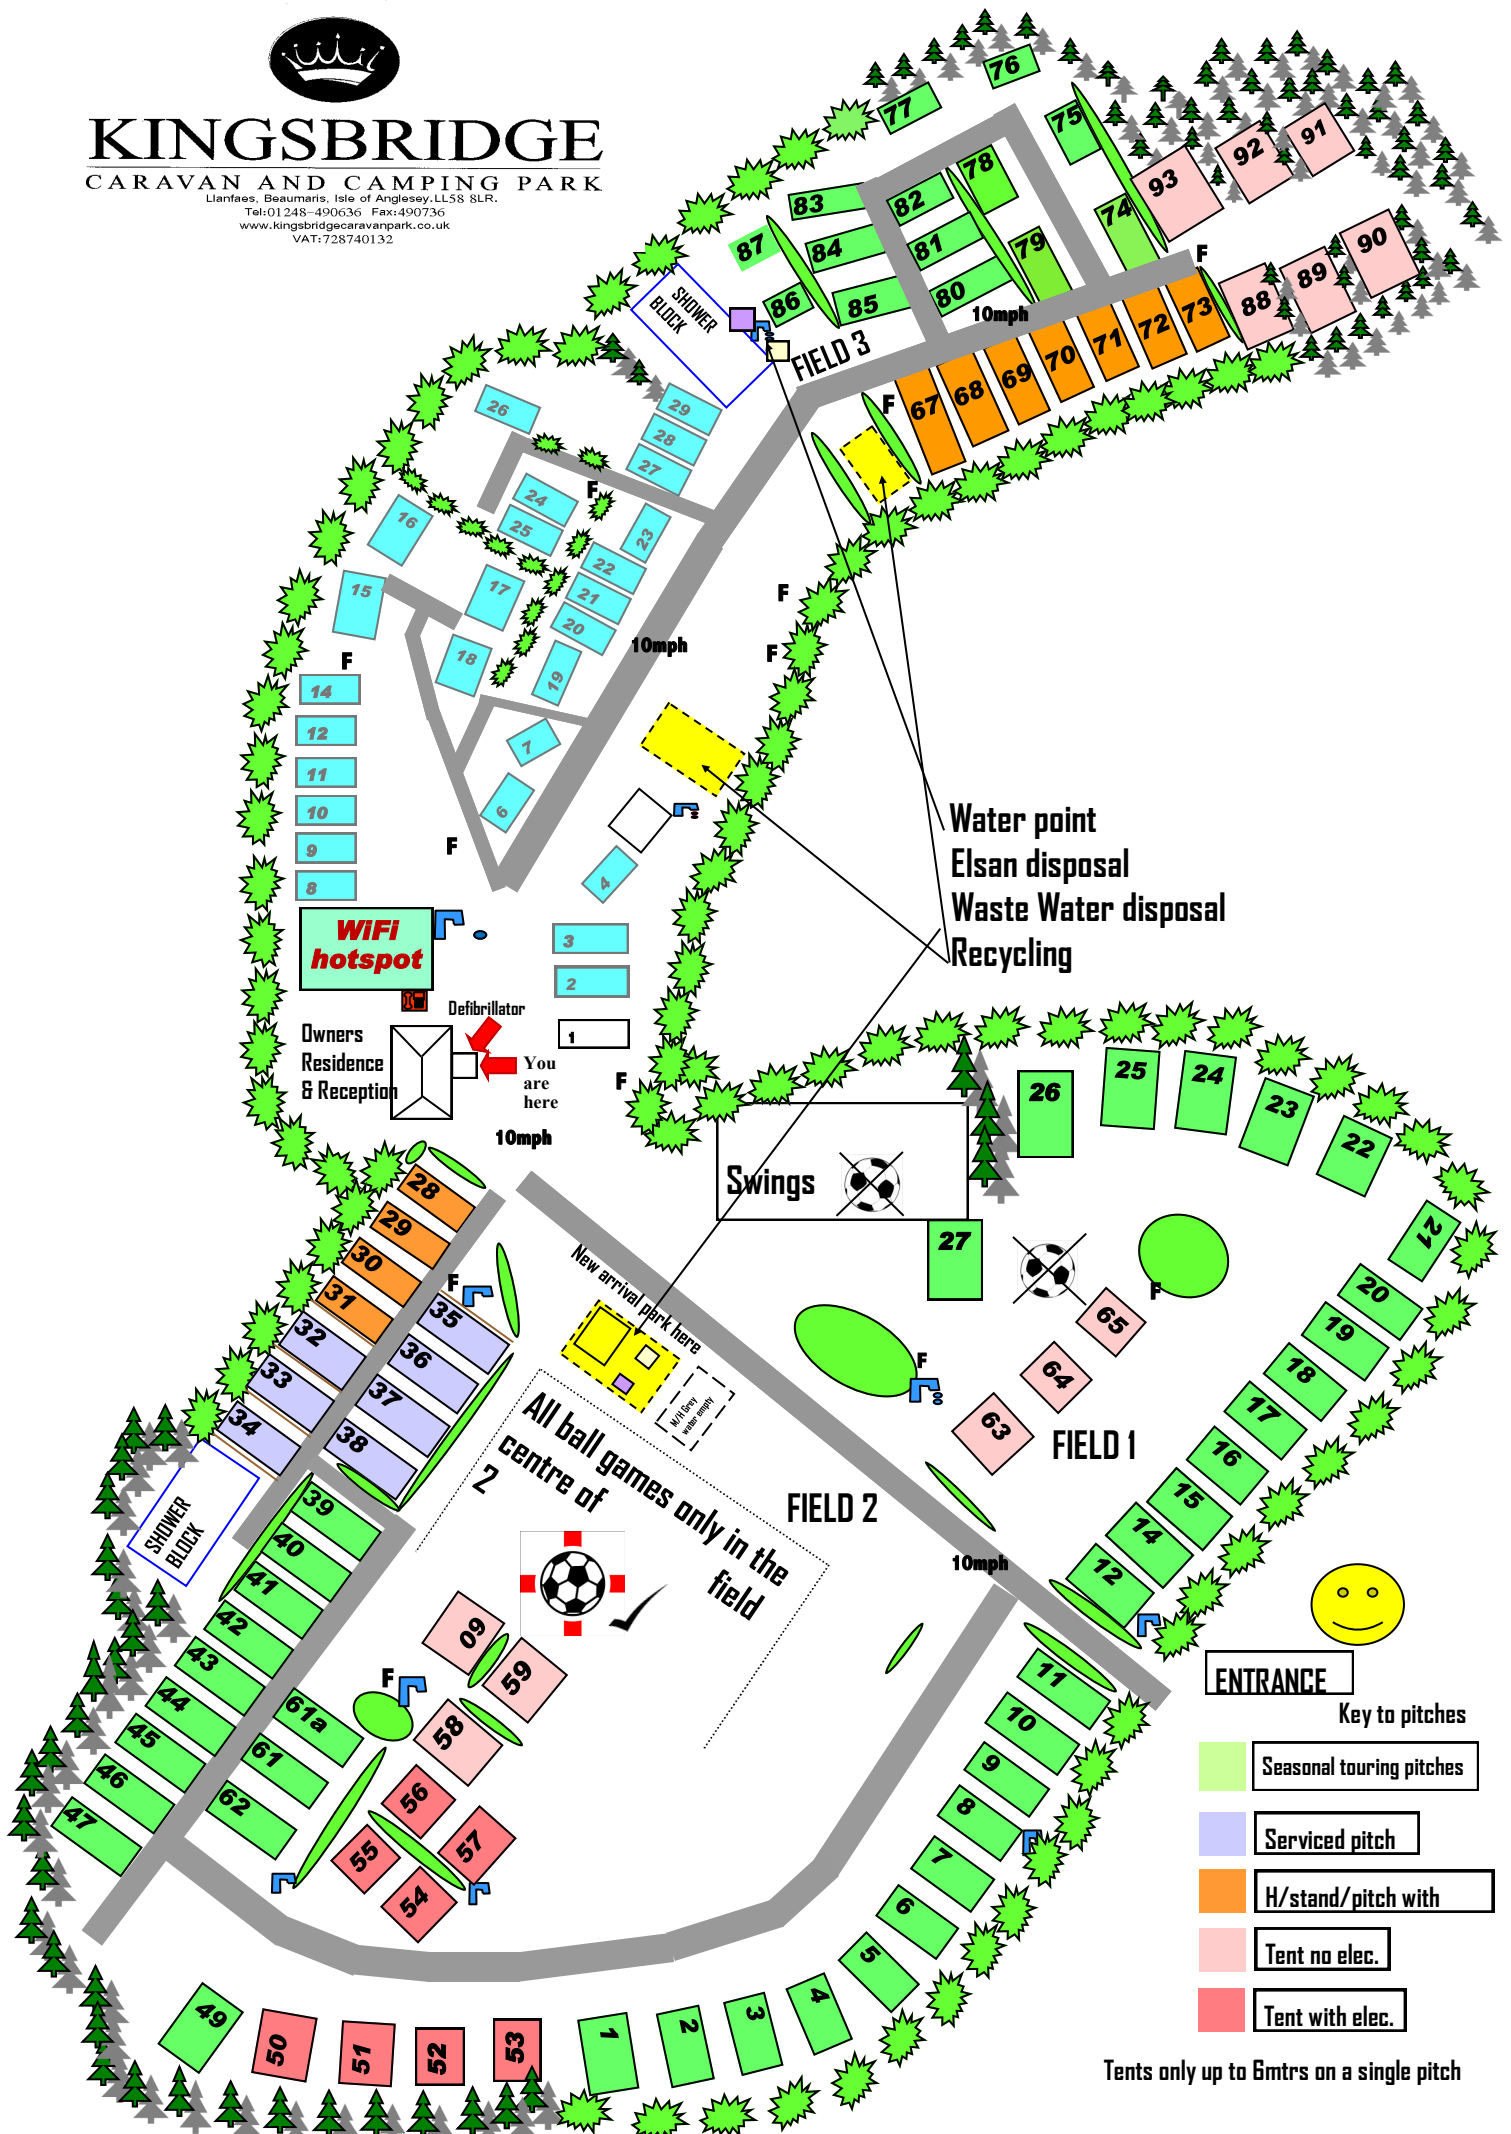 KINGSBRIDGE
CARAVAN AND CAMPING PARK
Llanfaes, Beaumaris, Isle of Anglesey.LL58 8LR.
Tel:01248-490636 Fax:490736
www.kingsbridgecaravanpark.co.uk
VAT:728740132
76
77
75
91
92
93
78
82
83
74
90
87
84
81
79
F
89
88
86
85
80
10mph
73
72
71
70
69
68
67
SHOWER
BLOCK
FIELD 3
F
26
29
28
27
24
F
25
16
23
22
17
15
21
20
F
10mph
F
18
19
F
14
12
7
11
6
10
9
F
8
4
Water point
Elsan disposal
Waste Water disposal
Recycling
WiFi
hotspot
3
2
1
Defibrillator
Owners
Residence
& Reception
You
are
here
F
10mph
26
25
24
23
22
21
Swings
27
20
19
18
17
16
15
14
12
F
65
64
63
F
FIELD 1
28
29
30
31
32
33
34
F
35
36
37
38
New arrival park here
M/H Grey
water empty
All ball games only in the
centre of field
2
FIELD 2
10mph
SHOWER
BLOCK
39
40
41
42
43
44
45
46
47
61a
61
62
F
60
59
58
56
57
55
54
11
10
9
8
7
6
5
4
3
2
1
49
50
51
52
53
ENTRANCE
Key to pitches
Seasonal touring pitches
Serviced pitch
H/stand/pitch with
Tent no elec.
Tent with elec.
Tents only up to 6mtrs on a single pitch